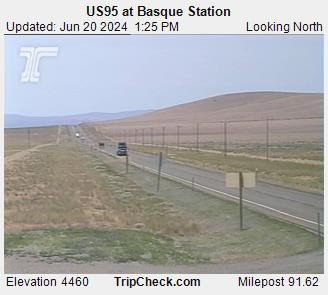 US95 at Basque Station
Updated: Jun 20 2024 1:25 PM Looking North
Elevation 4460 TripCheck.com Milepost 91.62